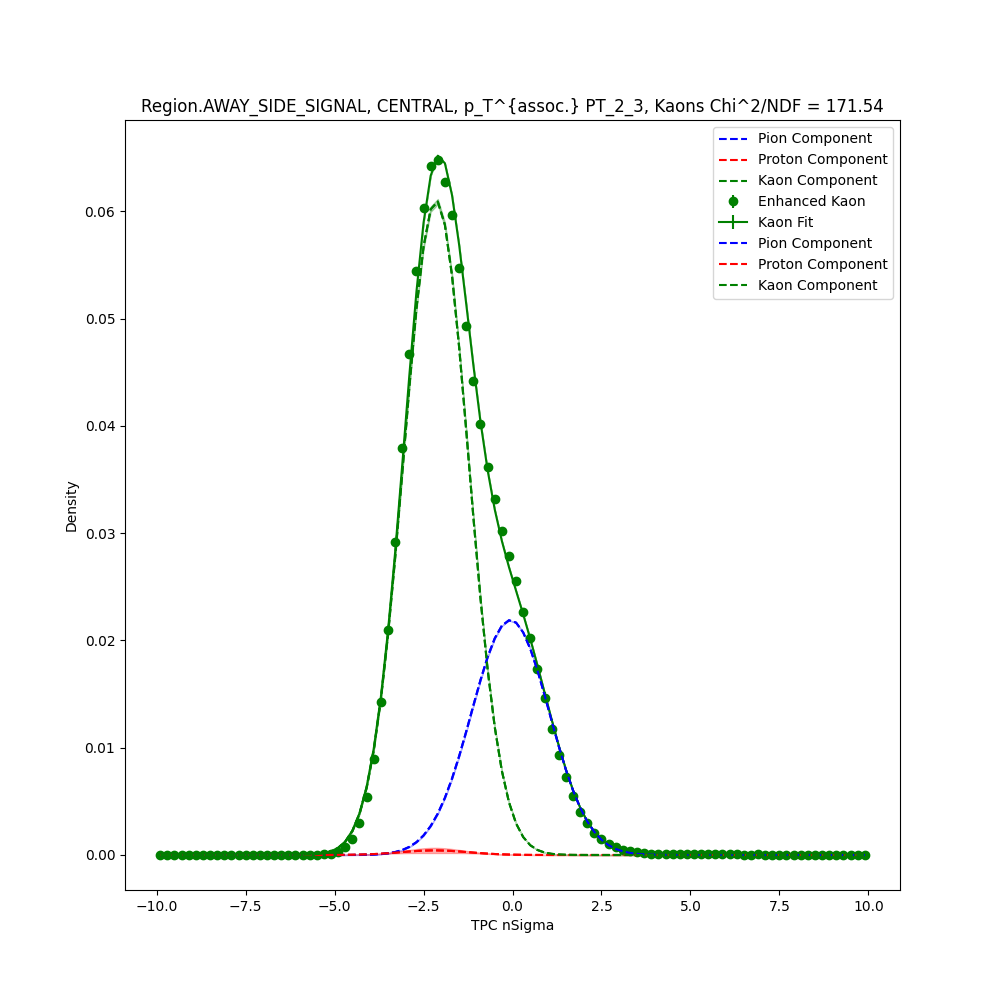 Region.AWAY_SIDE_SIGNAL, CENTRAL, p_T^{assoc.} PT_2_3, Kaons Chi^2/NDF = 171.54
Pion Component
Proton Component
Kaon Component
Enhanced Kaon
Kaon Fit
Pion Component
Proton Component
Kaon Component
0.06
0.05
0.04
0.03
0.02
0.01
0.00
Density
−10.0 −7.5 −5.0 −2.5 0.0 2.5 5.0 7.5 10.0
TPC nSigma